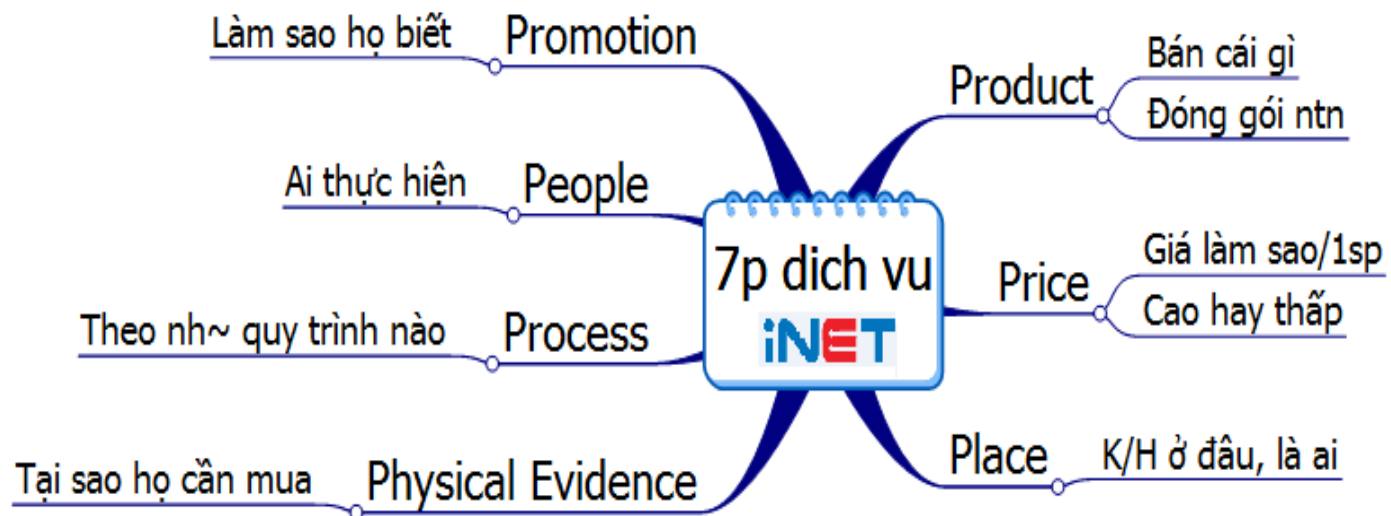 7p dich vu
iNET
Product
Bán cái gì
Đóng gói ntn
Price
Giá làm sao/1sp
Cao hay thấp
Place
K/H ở đâu, là ai
Physical Evidence
Tại sao họ cần mua
Process
Theo nh~ quy trình nào
People
Ai thực hiện
Promotion
Làm sao họ biết